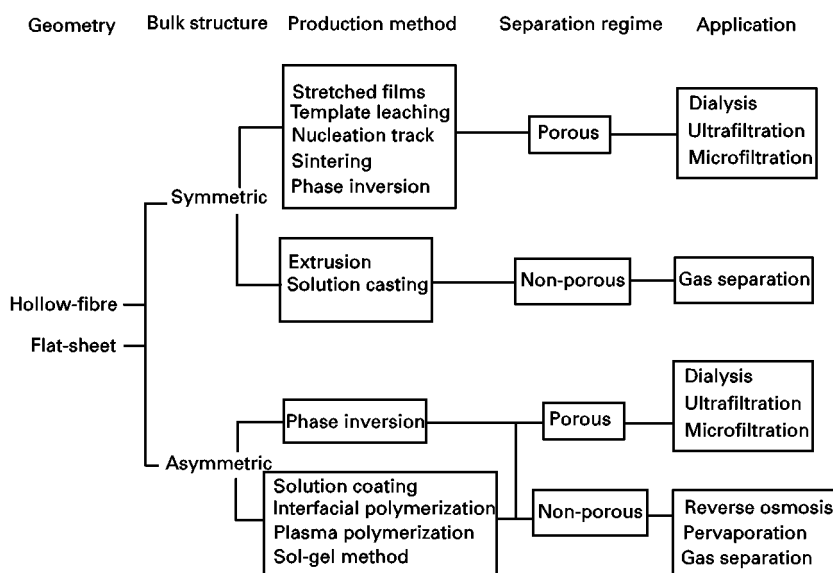 Geometry
Bulk structure
Production method
Separation regime
Application
Stretched films
Template leaching
Nucleation track
Sintering
Phase inversion
Porous
Dialysis
Ultrafiltration
Microfiltration
Symmetric
Extrusion
Solution casting
Non-porous
Gas separation
Hollow-fibre
Flat-sheet
Asymmetric
Phase inversion
Porous
Dialysis
Ultrafiltration
Microfiltration
Solution coating
Interfacial polymerization
Plasma polymerization
Sol-gel method
Non-porous
Reverse osmosis
Pervaporation
Gas separation